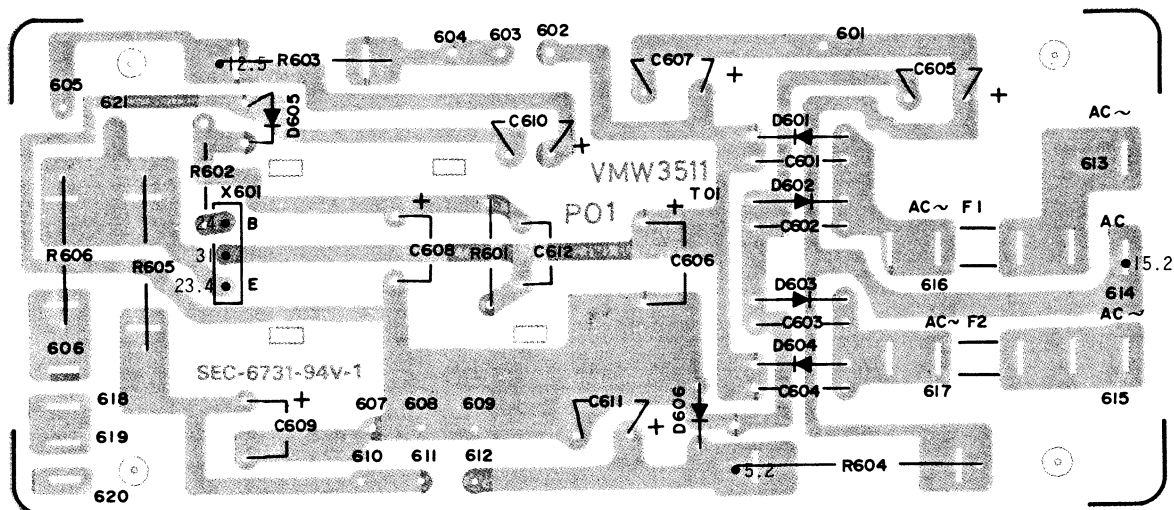 605
12.5
R603
604
603
602
C607
+
601
C605
+
AC~
621
D605
C610
+
D601
C601
613
R602
VMW3511
D602
X601
B
+
P01
+
T01
C602
AC~ F1
AC
R606
R605
31
C608
R601
C612
C606
15.2
23.4
E
D603
616
614
C603
AC~ F2
AC~
606
D604
SEC-6731-94V-1
C604
617
615
618
+
607
608
609
C611
+
D606
619
C609
610
611
612
5.2
R604
620